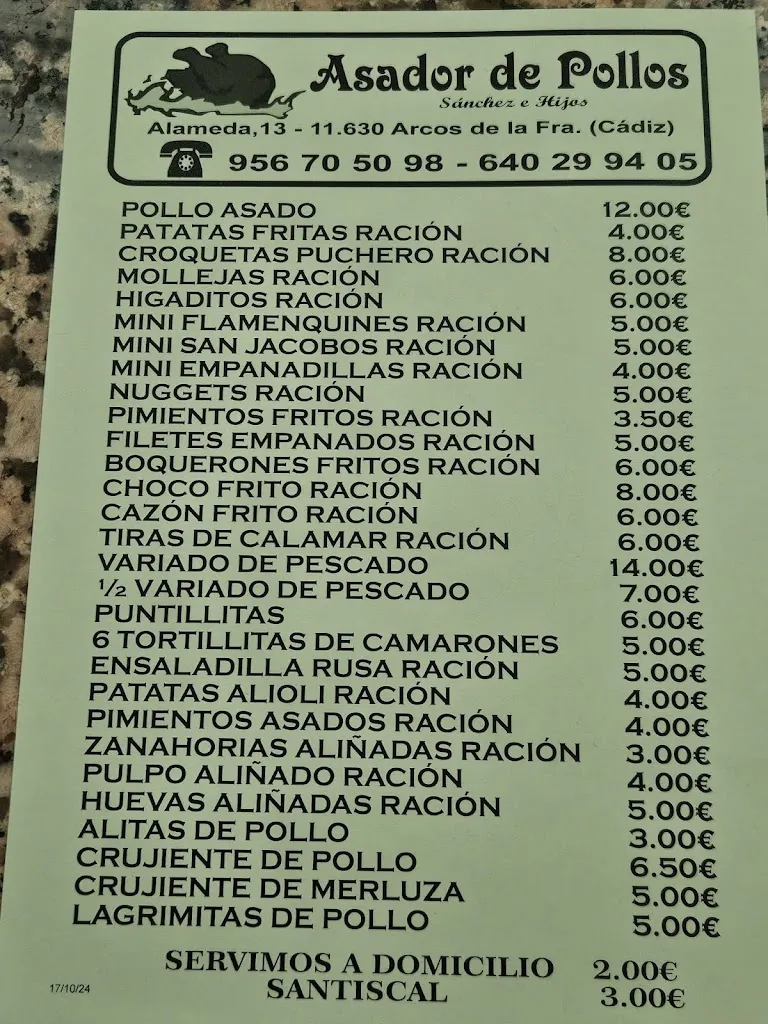 Asador de Pollos
Sánchez e Hijos
Alameda,13 - 11.630 Arcos de la Fra. (Cádiz)
956 70 50 98 - 640 29 94 05
POLLO ASADO 12.00€
PATATAS FRITAS RACIÓN 4.00€
CROQUETAS PUCHERO RACIÓN 8.00€
MOLLEJAS RACIÓN 6.00€
HIGADITOS RACIÓN 6.00€
MINI FLAMENQUINES RACIÓN 5.00€
MINI SAN JACOBOS RACIÓN 5.00€
MINI EMPANADILLAS RACIÓN 4.00€
NUGGETS RACIÓN 5.00€
PIMIENTOS FRITOS RACIÓN 3.50€
FILETES EMPANADOS RACIÓN 5.00€
BOQUERONES FRITOS RACIÓN 6.00€
CHOCO FRITO RACIÓN 8.00€
CAZÓN FRITO RACIÓN 6.00€
TIRAS DE CALAMAR RACIÓN 6.00€
VARIADO DE PESCADO 14.00€
½ VARIADO DE PESCADO 7.00€
PUNTILLITAS 6.00€
6 TORTILLITAS DE CAMARONES 5.00€
ENSALADILLA RUSA RACIÓN 5.00€
PATATAS ALIOLI RACIÓN 4.00€
PIMIENTOS ASADOS RACIÓN 4.00€
ZANAHORIAS ALIÑADAS RACIÓN 3.00€
PULPO ALIÑADO RACIÓN 4.00€
HUEVAS ALIÑADAS RACIÓN 5.00€
ALITAS DE POLLO 3.00€
CRUJIENTE DE POLLO 6.50€
CRUJIENTE DE MERLUZA 5.00€
LAGRIMITAS DE POLLO 5.00€
SERVIMOS A DOMICILIO 2.00€
SANTISCAL 3.00€
17/10/24